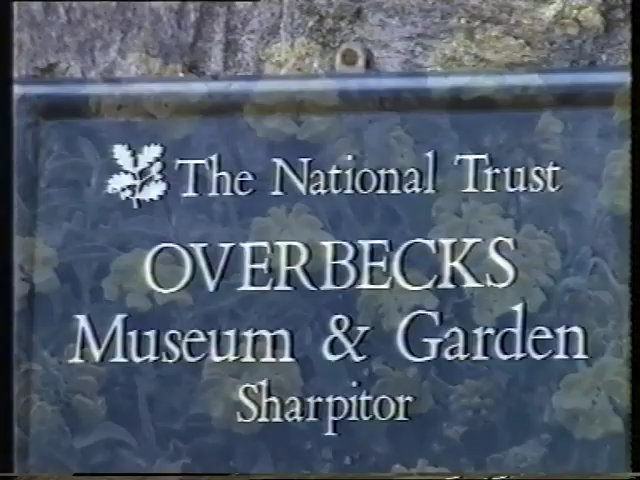 The National Trust
OVERBECKS
Museum & Garden
Sharpitor